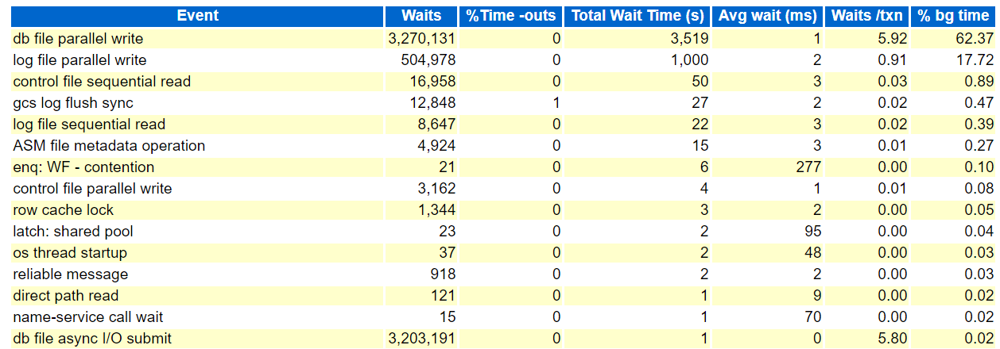 Event Waits %Time -outs Total Wait Time (s) Avg wait (ms) Waits /txn % bg time
db file parallel write 3,270,131 0 3,519 1 5.92 62.37
log file parallel write 504,978 0 1,000 2 0.91 17.72
control file sequential read 16,958 0 50 3 0.03 0.89
gcs log flush sync 12,848 1 27 2 0.02 0.47
log file sequential read 8,647 0 22 3 0.02 0.39
ASM file metadata operation 4,924 0 15 3 0.01 0.27
enq: WF - contention 21 0 6 277 0.00 0.10
control file parallel write 3,162 0 4 1 0.01 0.08
row cache lock 1,344 0 3 2 0.00 0.05
latch: shared pool 23 0 2 95 0.00 0.04
os thread startup 37 0 2 48 0.00 0.03
reliable message 918 0 2 2 0.00 0.03
direct path read 121 0 1 9 0.00 0.02
name-service call wait 15 0 1 70 0.00 0.02
db file async I/O submit 3,203,191 0 1 0 5.80 0.02